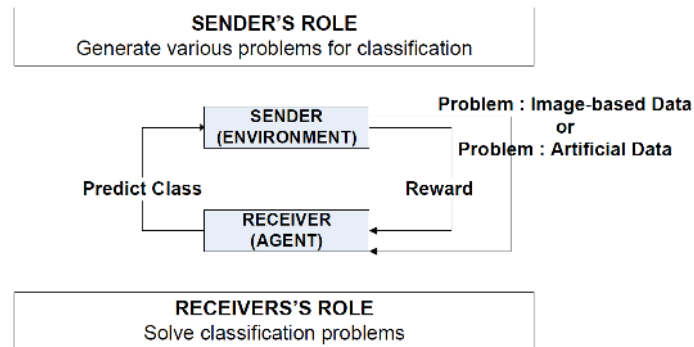 SENDER'S ROLE
Generate various problems for classification
Problem : Image-based Data
or
Problem : Artificial Data
SENDER
(ENVIRONMENT)
Predict Class
Reward
RECEIVER
(AGENT)
RECEIVERS'S ROLE
Solve classification problems